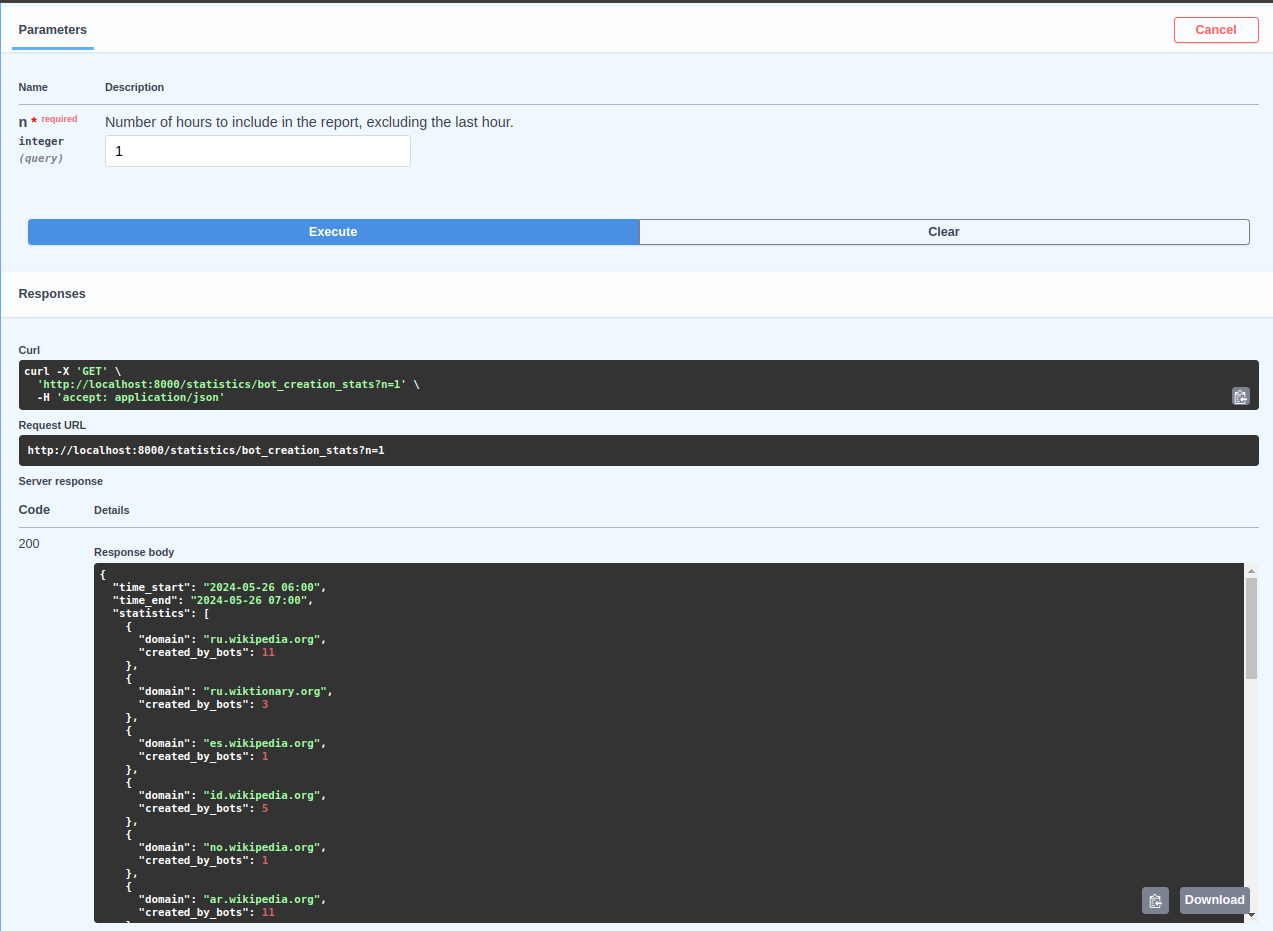 Parameters
Cancel
Name Description
n * required
Number of hours to include in the report, excluding the last hour.
integer
(query)
1
Execute
Clear
Responses
Curl
curl -X 'GET' \
  'http://localhost:8000/statistics/bot_creation_stats?n=1' \
  -H 'accept: application/json'
Request URL
http://localhost:8000/statistics/bot_creation_stats?n=1
Server response
Code Details
200
Response body
{
  "time_start": "2024-05-26 06:00",
  "time_end": "2024-05-26 07:00",
  "statistics": [
    {
      "domain": "ru.wikipedia.org",
      "created_by_bots": 11
    },
    {
      "domain": "ru.wiktionary.org",
      "created_by_bots": 3
    },
    {
      "domain": "es.wikipedia.org",
      "created_by_bots": 1
    },
    {
      "domain": "id.wikipedia.org",
      "created_by_bots": 5
    },
    {
      "domain": "no.wikipedia.org",
      "created_by_bots": 1
    },
    {
      "domain": "ar.wikipedia.org",
      "created_by_bots": 11
Download